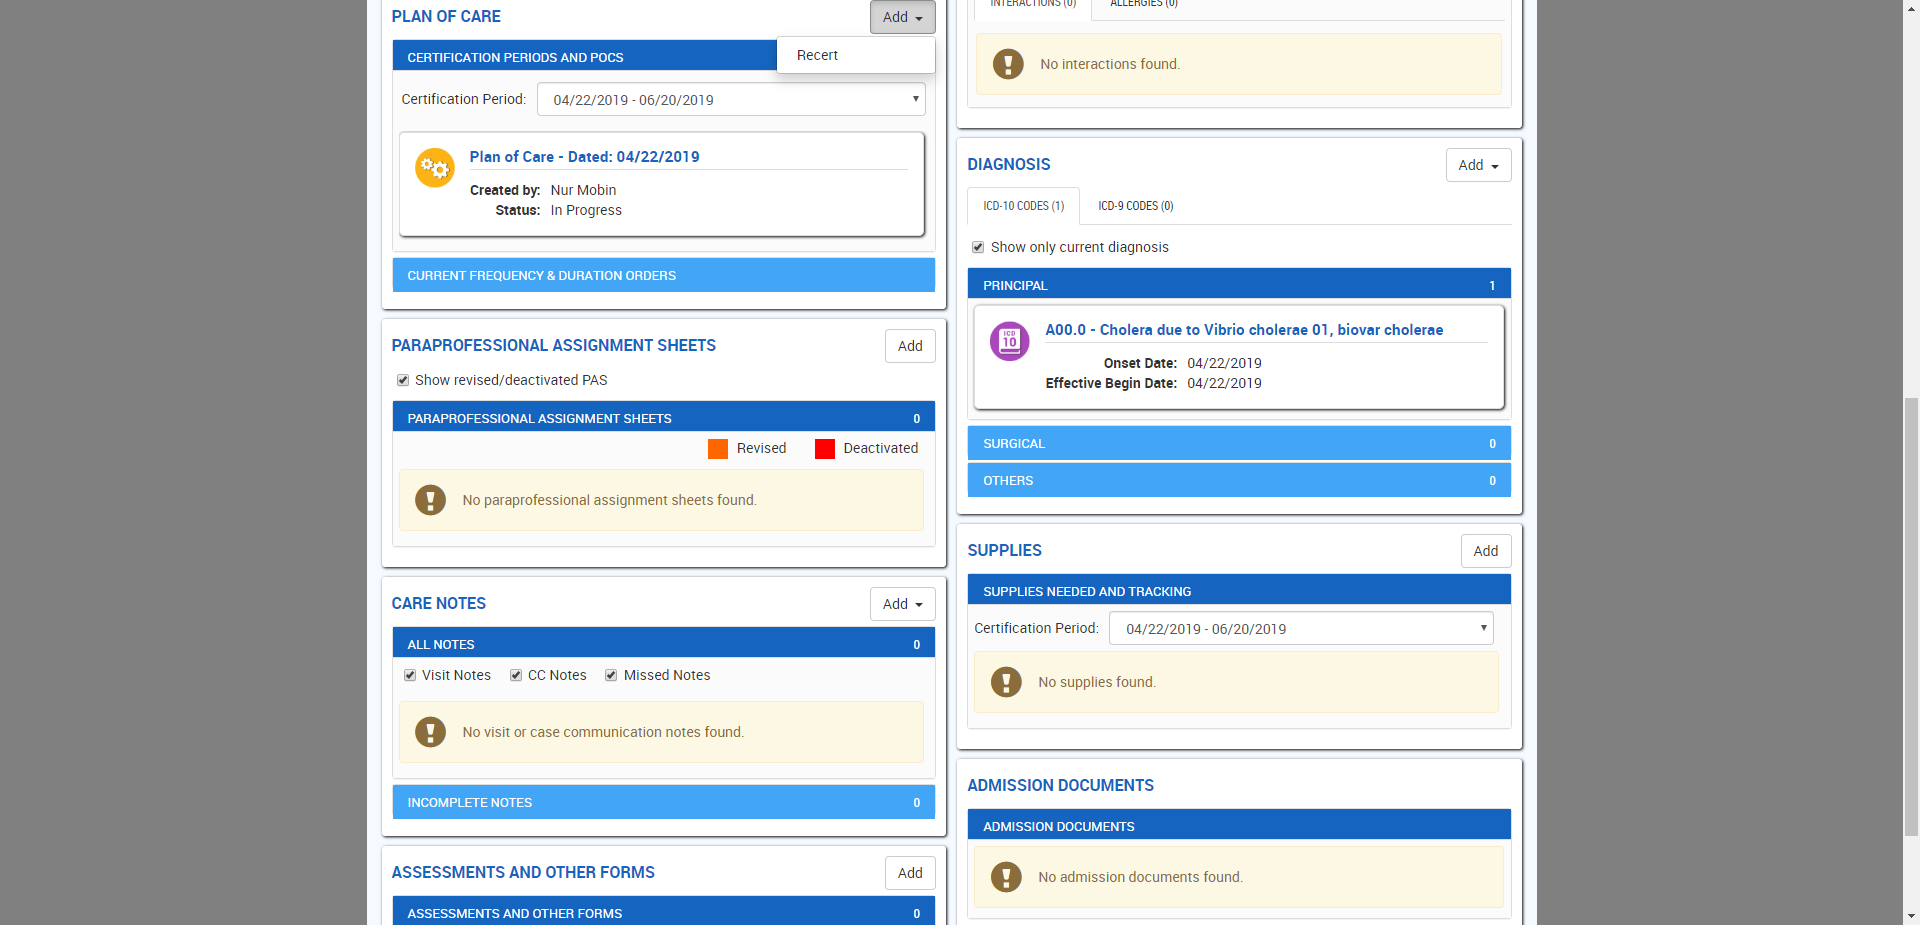 PLAN OF CARE
Add
Recert
CERTIFICATION PERIODS AND POCS
Certification Period: 04/22/2019 - 06/20/2019
Plan of Care - Dated: 04/22/2019
Created by: Nur Mobin
Status: In Progress
CURRENT FREQUENCY & DURATION ORDERS
PARAPROFESSIONAL ASSIGNMENT SHEETS
Add
Show revised/deactivated PAS
PARAPROFESSIONAL ASSIGNMENT SHEETS 0
Revised Deactivated
No paraprofessional assignment sheets found.
CARE NOTES
Add
ALL NOTES 0
Visit Notes CC Notes Missed Notes
No visit or case communication notes found.
INCOMPLETE NOTES 0
ASSESSMENTS AND OTHER FORMS
Add
ASSESSMENTS AND OTHER FORMS 0
INTERACTIONS (0) ALLERGIES (0)
No interactions found.
DIAGNOSIS
Add
ICD-10 CODES (1) ICD-9 CODES (0)
Show only current diagnosis
PRINCIPAL 1
ICD
10
A00.0 - Cholera due to Vibrio cholerae 01, biovar cholerae
Onset Date: 04/22/2019
Effective Begin Date: 04/22/2019
SURGICAL 0
OTHERS 0
SUPPLIES
Add
SUPPLIES NEEDED AND TRACKING
Certification Period: 04/22/2019 - 06/20/2019
No supplies found.
ADMISSION DOCUMENTS
ADMISSION DOCUMENTS
No admission documents found.